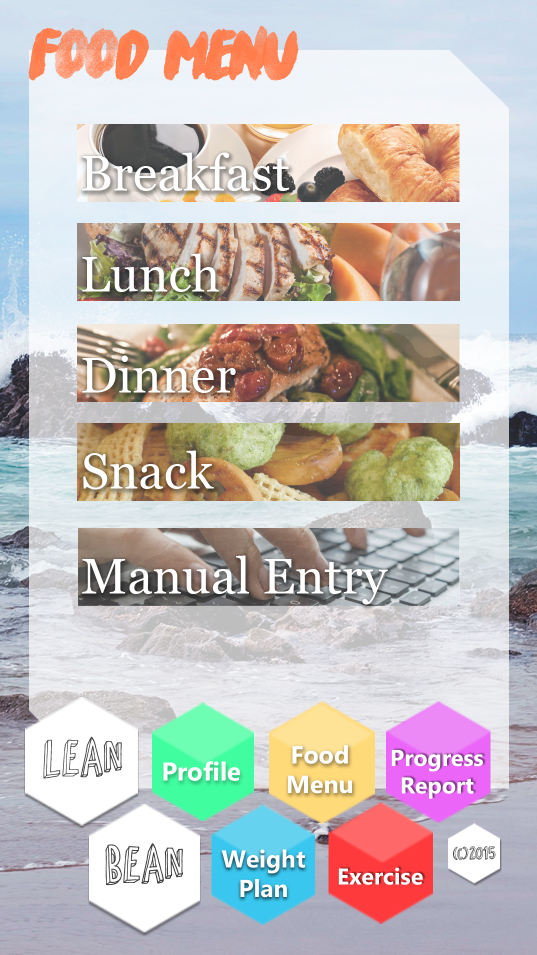 FOOD MENU
Breakfast
Lunch
Dinner
Snack
Manual Entry
LEAN
Profile
Food
Menu
Progress
Report
BEAN
Weight
Plan
Exercise
(C)2015